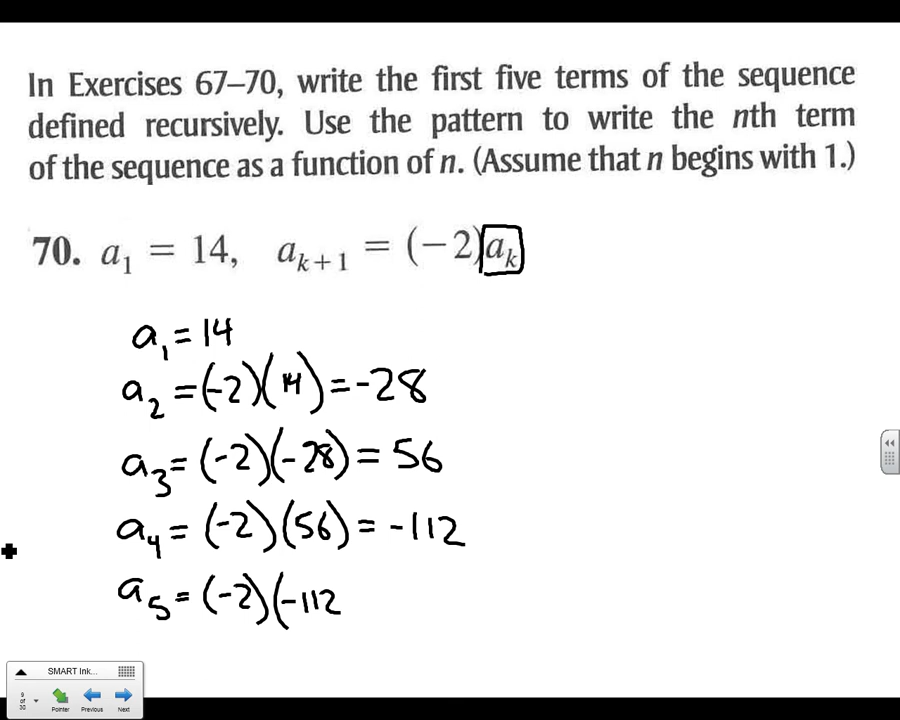 In Exercises 67–70, write the first five terms of the sequence
defined recursively. Use the pattern to write the nth term
of the sequence as a function of n. (Assume that n begins with 1.)
70. a₁ = 14, aₖ₊₁ = (−2)aₖ
a₁ = 14
a₂ = (-2)(14) = -28
a₃ = (-2)(-28) = 56
a₄ = (-2)(56) = -112
a₅ = (-2)(-112
SMART Ink...
9 of 30
Pointer Previous Next